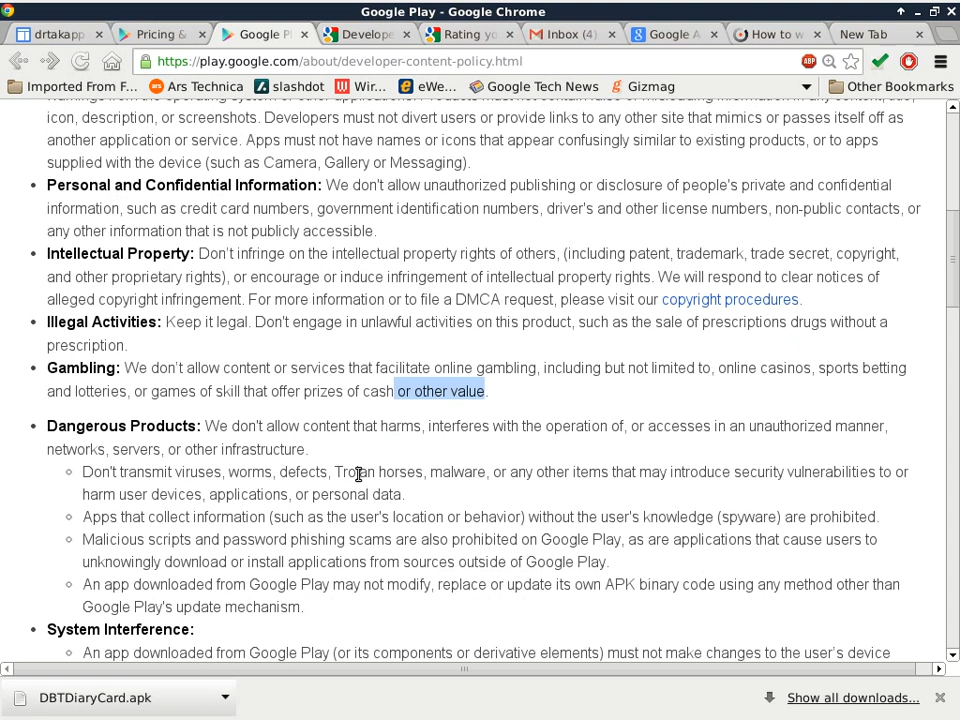 Google Play - Google Chrome
drtakapp
Pricing &
Google P
Develope
Rating yo
Inbox (4)
Google A
How to w
New Tab
https://play.google.com/about/developer-content-policy.html
ABP
Imported From F...
Ars Technica
slashdot
Wir...
eWe...
Google Tech News
Gizmag
Other Bookmarks
icon, description, or screenshots. Developers must not divert users or provide links to any other site that mimics or passes itself off as
another application or service. Apps must not have names or icons that appear confusingly similar to existing products, or to apps
supplied with the device (such as Camera, Gallery or Messaging).
Personal and Confidential Information: We don't allow unauthorized publishing or disclosure of people's private and confidential
information, such as credit card numbers, government identification numbers, driver's and other license numbers, non-public contacts, or
any other information that is not publicly accessible.
Intellectual Property: Don't infringe on the intellectual property rights of others, (including patent, trademark, trade secret, copyright,
and other proprietary rights), or encourage or induce infringement of intellectual property rights. We will respond to clear notices of
alleged copyright infringement. For more information or to file a DMCA request, please visit our copyright procedures.
Illegal Activities: Keep it legal. Don't engage in unlawful activities on this product, such as the sale of prescriptions drugs without a
prescription.
Gambling: We don't allow content or services that facilitate online gambling, including but not limited to, online casinos, sports betting
and lotteries, or games of skill that offer prizes of cash or other value.
Dangerous Products: We don't allow content that harms, interferes with the operation of, or accesses in an unauthorized manner,
networks, servers, or other infrastructure.
Don't transmit viruses, worms, defects, Trojan horses, malware, or any other items that may introduce security vulnerabilities to or
harm user devices, applications, or personal data.
Apps that collect information (such as the user's location or behavior) without the user's knowledge (spyware) are prohibited.
Malicious scripts and password phishing scams are also prohibited on Google Play, as are applications that cause users to
unknowingly download or install applications from sources outside of Google Play.
An app downloaded from Google Play may not modify, replace or update its own APK binary code using any method other than
Google Play's update mechanism.
System Interference:
An app downloaded from Google Play (or its components or derivative elements) must not make changes to the user's device
DBTDiaryCard.apk
Show all downloads...